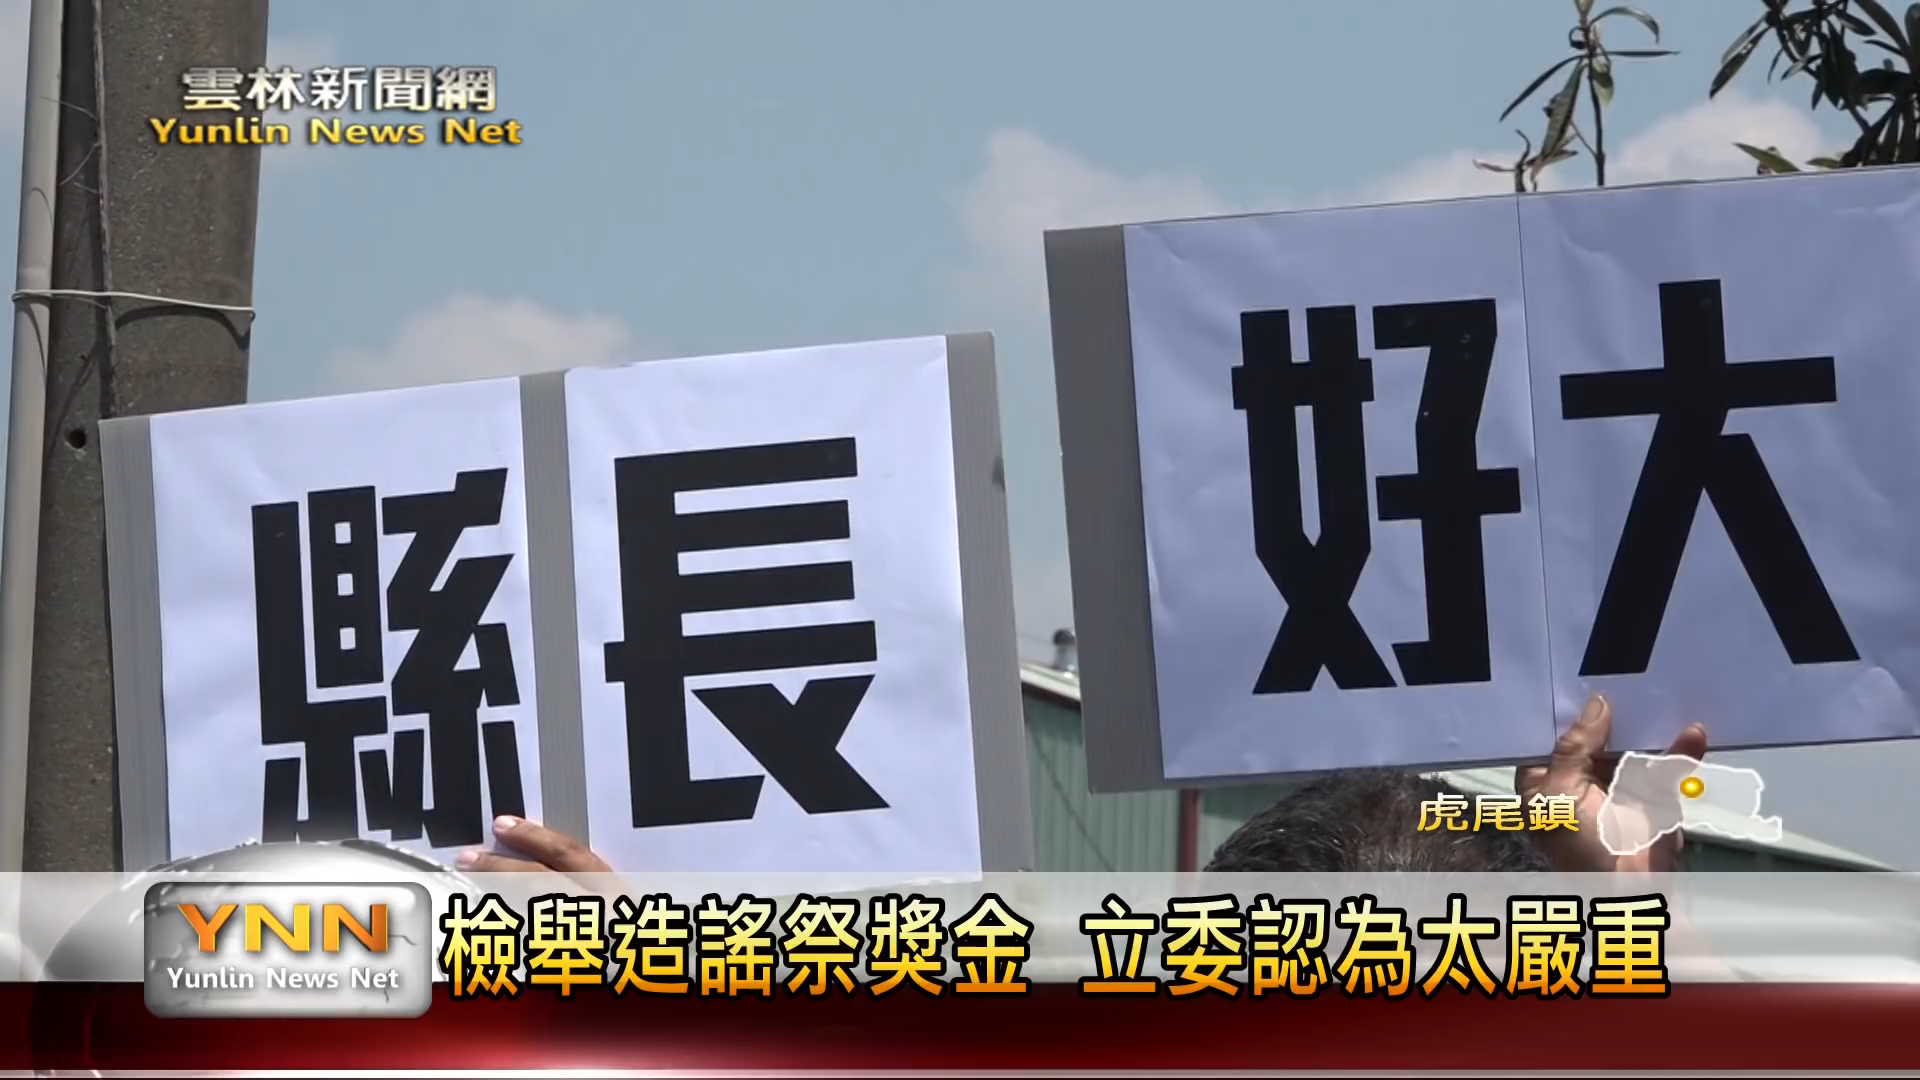 雲林新聞網
Yunlin News Net
縣長
好大
虎尾鎮
YNN
Yunlin News Net
檢舉造謠祭獎金 立委認為太嚴重